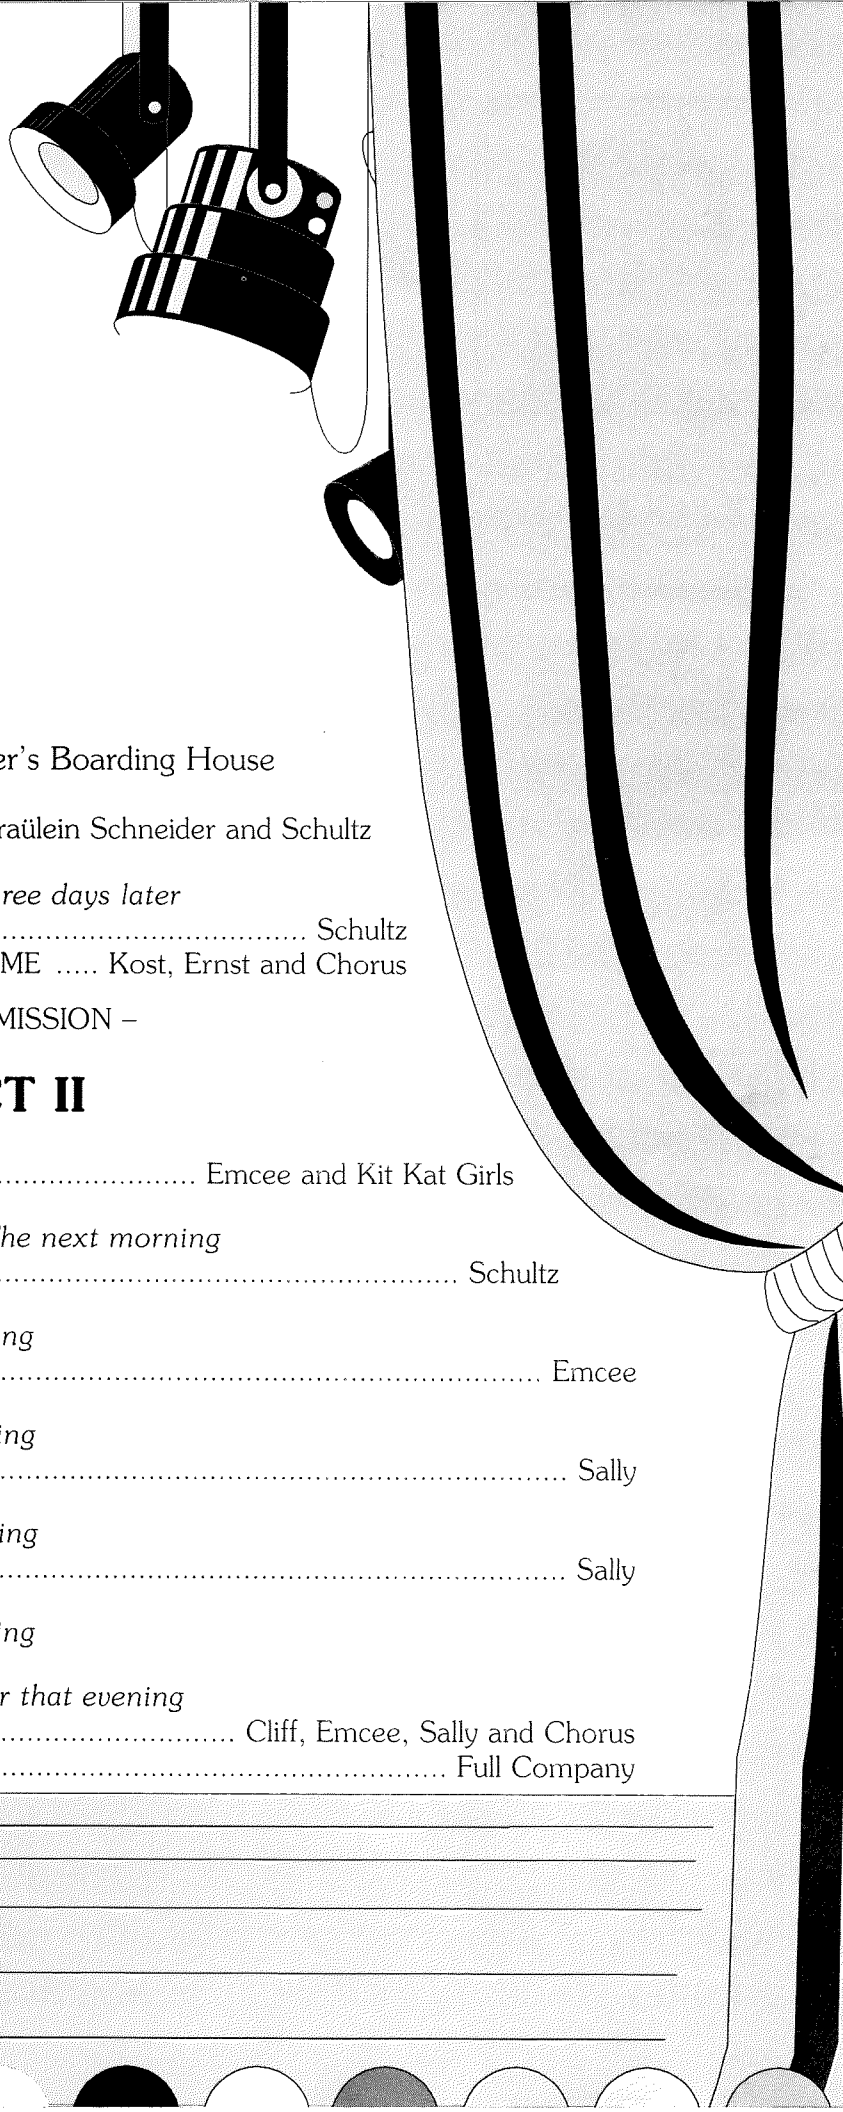 er's Boarding House
raülein Schneider and Schultz
ree days later
.......................................... Schultz
ME ..... Kost, Ernst and Chorus
MISSION –
CT II
........................... Emcee and Kit Kat Girls
The next morning
............................................................... Schultz
ng
.......................................................................... Emcee
ing
.............................................................................. Sally
ing
.............................................................................. Sally
ing
r that evening
................................ Cliff, Emcee, Sally and Chorus
............................................................. Full Company